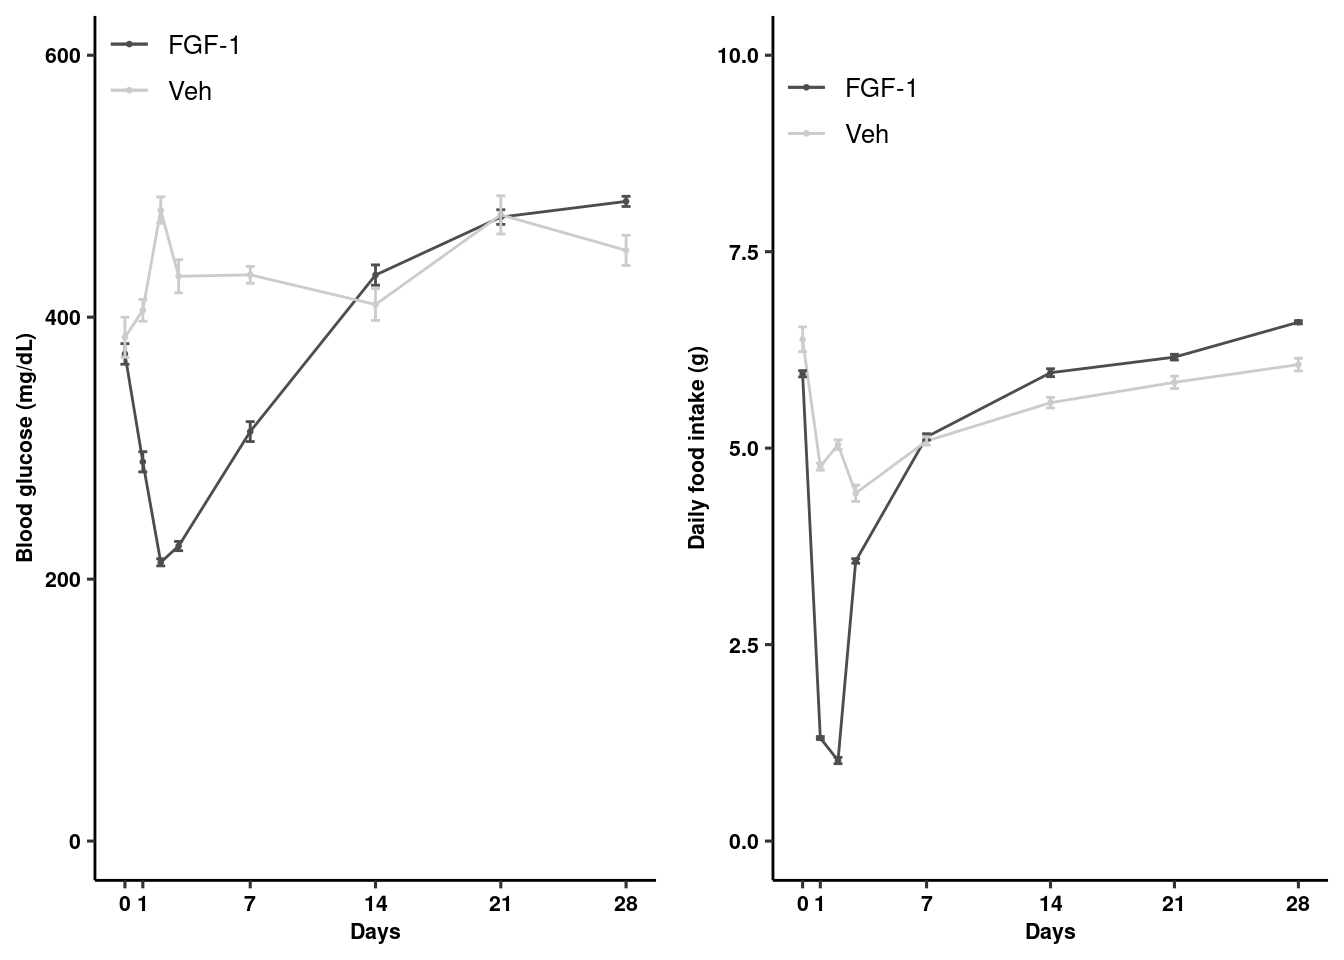 FGF-1
Veh
600
400
200
0
Blood glucose (mg/dL)
0 1 7 14 21 28
Days
FGF-1
Veh
10.0
7.5
5.0
2.5
0.0
Daily food intake (g)
0 1 7 14 21 28
Days